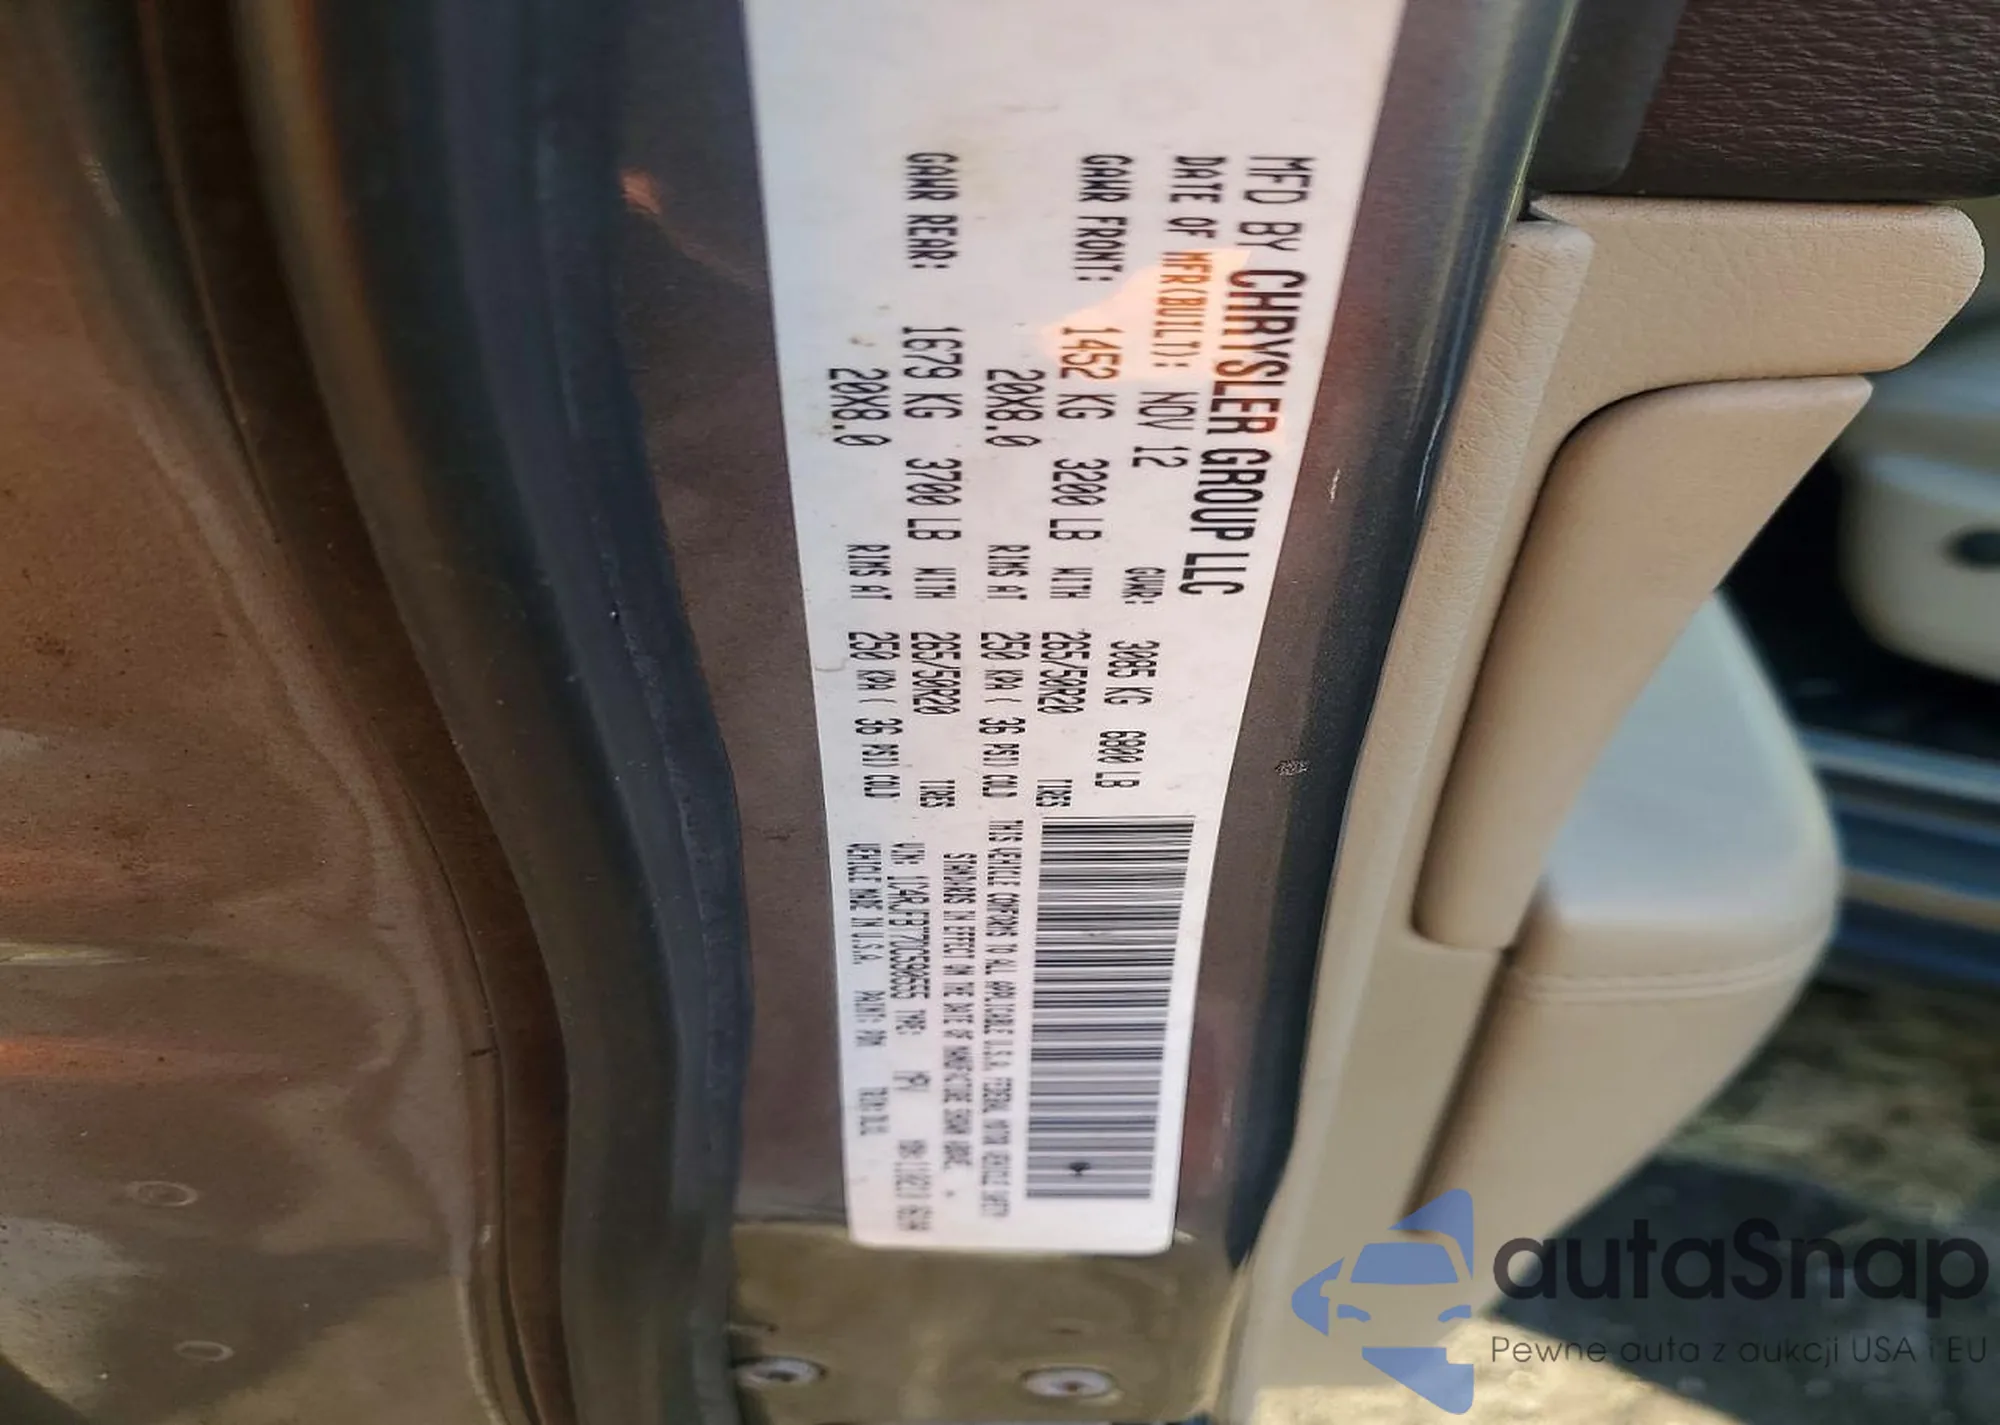 MFD BY CHRYSLER GROUP LLC
DATE OF MFR(BUILT): NOV 12 GVWR: 3085 KG 6800 LB
GAWR FRONT: 1452 KG 3200 LB WITH 265/50R20 TIRES
20X8.0 RIMS AT 250 KPA ( 36 PSI) COLD
GAWR REAR: 1679 KG 3700 LB WITH 265/50R20 TIRES
20X8.0 RIMS AT 250 KPA ( 36 PSI) COLD
THIS VEHICLE CONFORMS TO ALL APPLICABLE U.S.A. FEDERAL MOTOR VEHICLE SAFETY
STANDARDS IN EFFECT ON THE DATE OF MANUFACTURE SHOWN ABOVE.
VIN: TYPE: MPV
VEHICLE MADE IN U.S.A. PAINT:
autaSnap
Pewne auta z aukcji USA i EU